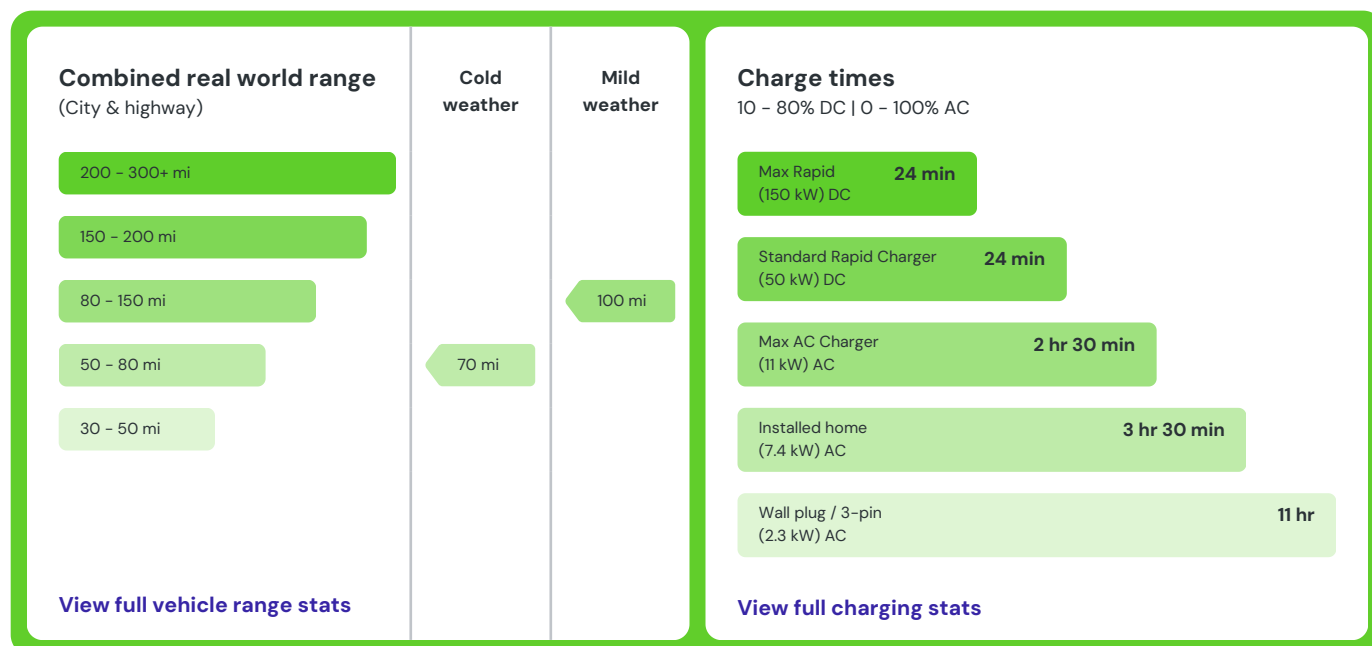 Combined real world range
(City & highway)
Cold
weather
Mild
weather
200 - 300+ mi
150 - 200 mi
80 - 150 mi
100 mi
50 - 80 mi
70 mi
30 - 50 mi
View full vehicle range stats
Charge times
10 - 80% DC | 0 - 100% AC
Max Rapid
(150 kW) DC
24 min
Standard Rapid Charger
(50 kW) DC
24 min
Max AC Charger
(11 kW) AC
2 hr 30 min
Installed home
(7.4 kW) AC
3 hr 30 min
Wall plug / 3-pin
(2.3 kW) AC
11 hr
View full charging stats